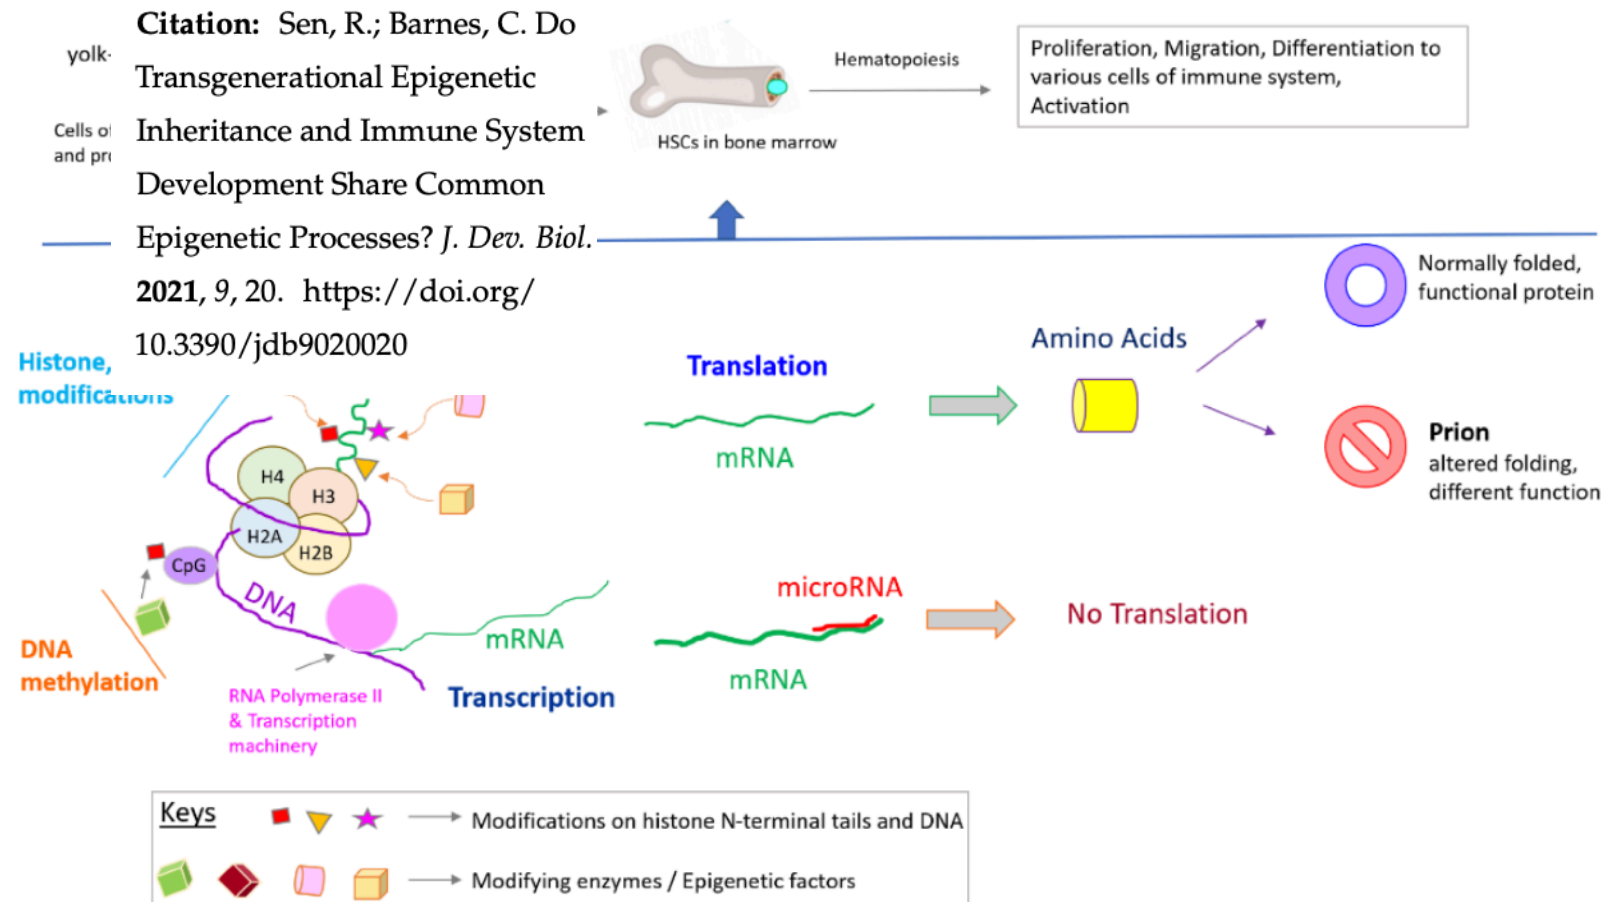 Citation: Sen, R.; Barnes, C. Do
Transgenerational Epigenetic
Inheritance and Immune System
Development Share Common
Epigenetic Processes? J. Dev. Biol.
2021, 9, 20. https://doi.org/
10.3390/jdb9020020
yolk-
Cells of
and pro
HSCs in bone marrow
Hematopoiesis
Proliferation, Migration, Differentiation to
various cells of immune system,
Activation
Histone,
modifications
H4
H3
H2A
H2B
CpG
DNA
DNA
methylation
RNA Polymerase II
& Transcription
machinery
mRNA
Transcription
Translation
mRNA
Amino Acids
Normally folded,
functional protein
Prion
altered folding,
different function
microRNA
mRNA
No Translation
Keys
Modifications on histone N-terminal tails and DNA
Modifying enzymes / Epigenetic factors